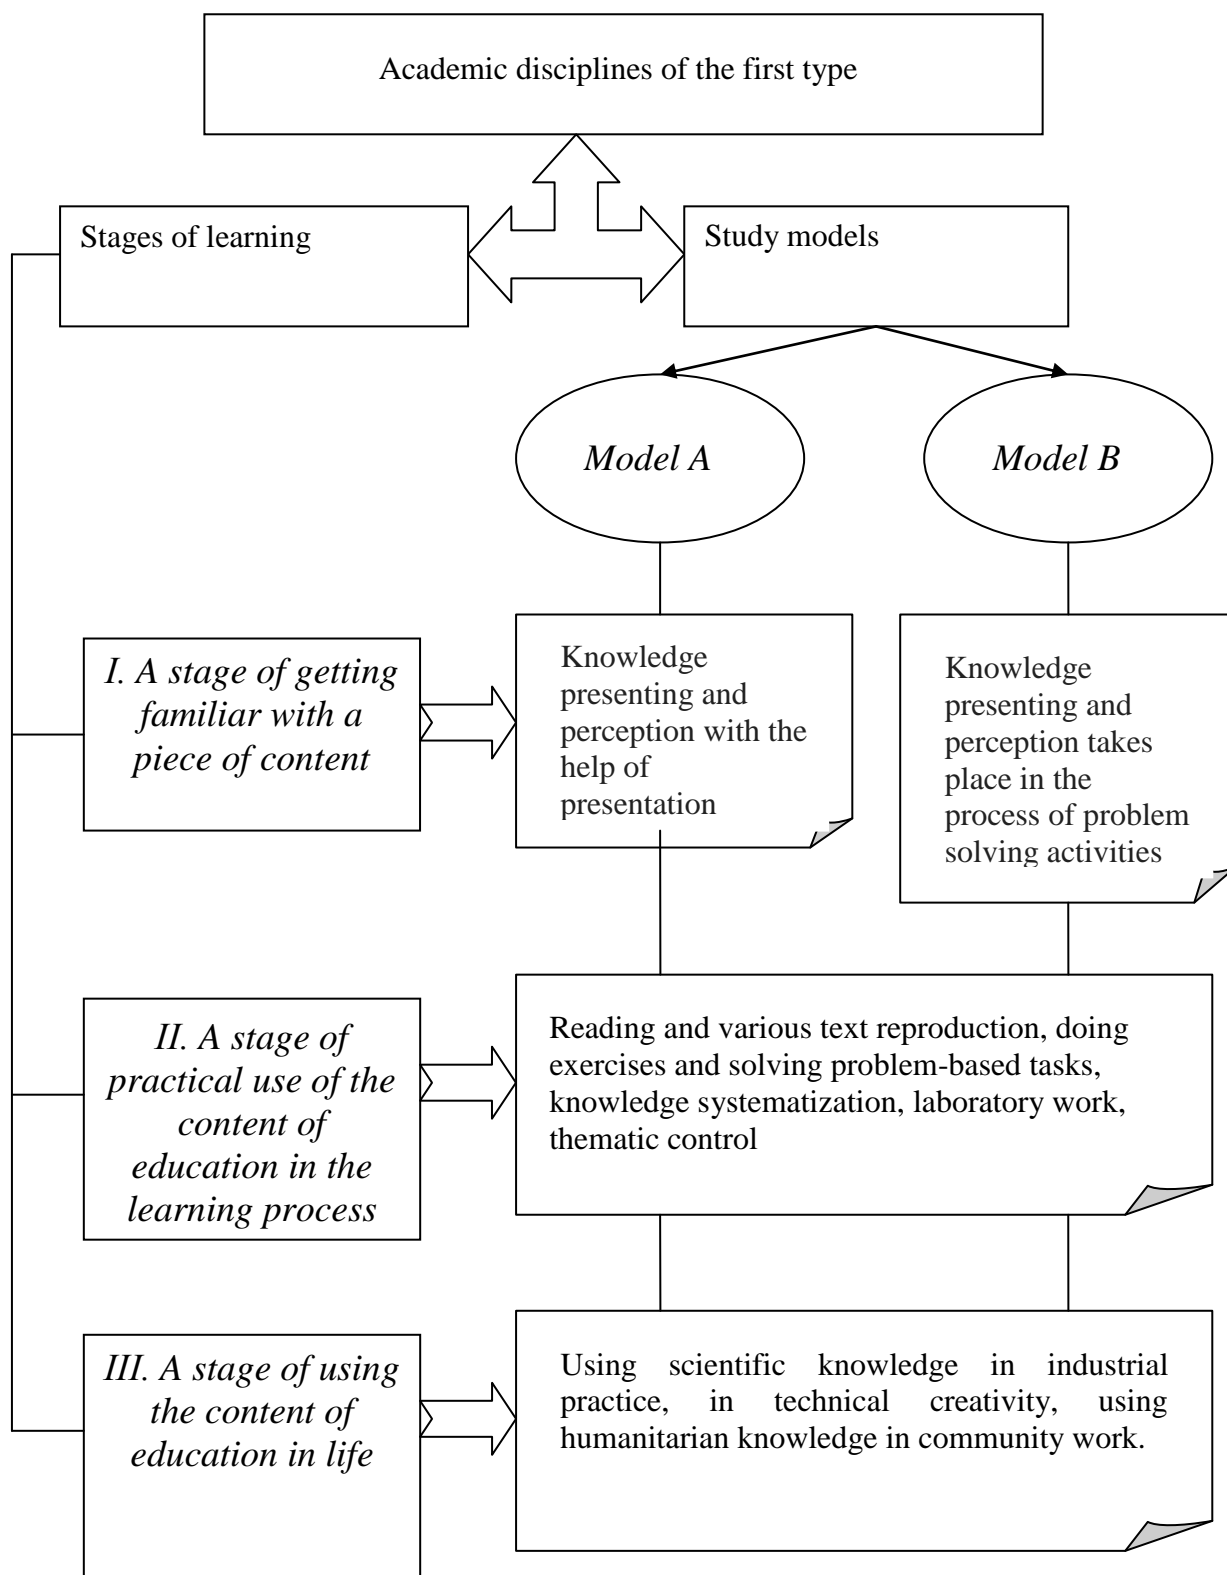 Academic disciplines of the first type
Stages of learning
Study models
Model A
Model B
I. A stage of getting
familiar with a
piece of content
Knowledge
presenting and
perception with the
help of
presentation
Knowledge
presenting and
perception takes
place in the
process of problem
solving activities
II. A stage of
practical use of the
content of
education in the
learning process
Reading and various text reproduction, doing
exercises and solving problem-based tasks,
knowledge systematization, laboratory work,
thematic control
III. A stage of using
the content of
education in life
Using scientific knowledge in industrial
practice, in technical creativity, using
humanitarian knowledge in community work.